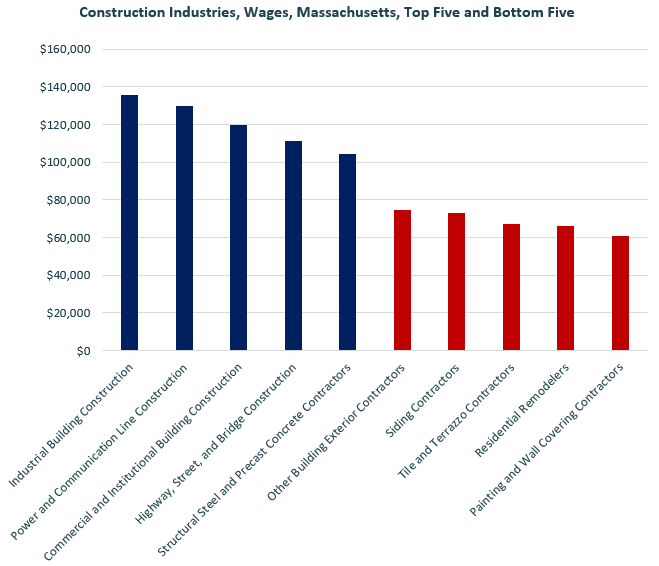 Construction Industries, Wages, Massachusetts, Top Five and Bottom Five
$160,000
$140,000
$120,000
$100,000
$80,000
$60,000
$40,000
$20,000
$0
Industrial Building Construction
Power and Communication Line Construction
Commercial and Institutional Building Construction
Highway, Street, and Bridge Construction
Structural Steel and Precast Concrete Contractors
Other Building Exterior Contractors
Siding Contractors
Tile and Terrazzo Contractors
Residential Remodelers
Painting and Wall Covering Contractors